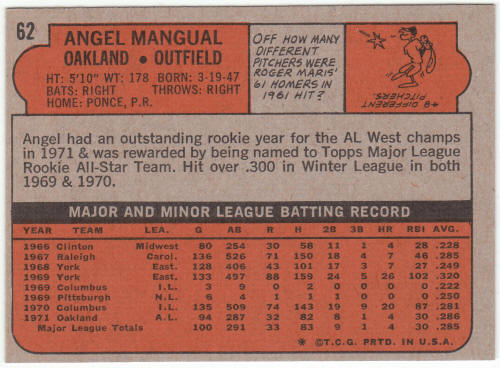 62
ANGEL MANGUAL
OAKLAND • OUTFIELD
HT: 5'10" WT: 178 BORN: 3-19-47
BATS: RIGHT THROWS: RIGHT
HOME: PONCE, P.R.
OFF HOW MANY
DIFFERENT
PITCHERS WERE
ROGER MARIS'
61 HOMERS IN
1961 HIT?
48 DIFFERENT
PITCHERS.
Angel had an outstanding rookie year for the AL West champs
in 1971 & was rewarded by being named to Topps Major League
Rookie All-Star Team. Hit over .300 in Winter League in both
1969 & 1970.
MAJOR AND MINOR LEAGUE BATTING RECORD
YEAR TEAM LEA. G AB R H 2B 3B HR RBI AVG.
1966 Clinton Midwest 80 254 30 58 11 1 4 28 .228
1967 Raleigh Carol. 136 526 71 150 18 4 7 66 .285
1968 York East. 128 406 43 101 17 3 7 27 .249
1969 York East. 133 497 88 159 24 5 26 102 .320
1969 Columbus I.L. 3 9 0 2 0 0 0 0 .222
1969 Pittsburgh N.L. 6 4 1 1 1 0 0 0 .250
1970 Columbus I.L. 135 509 74 143 19 9 20 87 .281
1971 Oakland A.L. 94 287 32 82 8 1 4 30 .286
Major League Totals 100 291 33 83 9 1 4 30 .285
* ©T.C.G. PRTD. IN U.S.A.